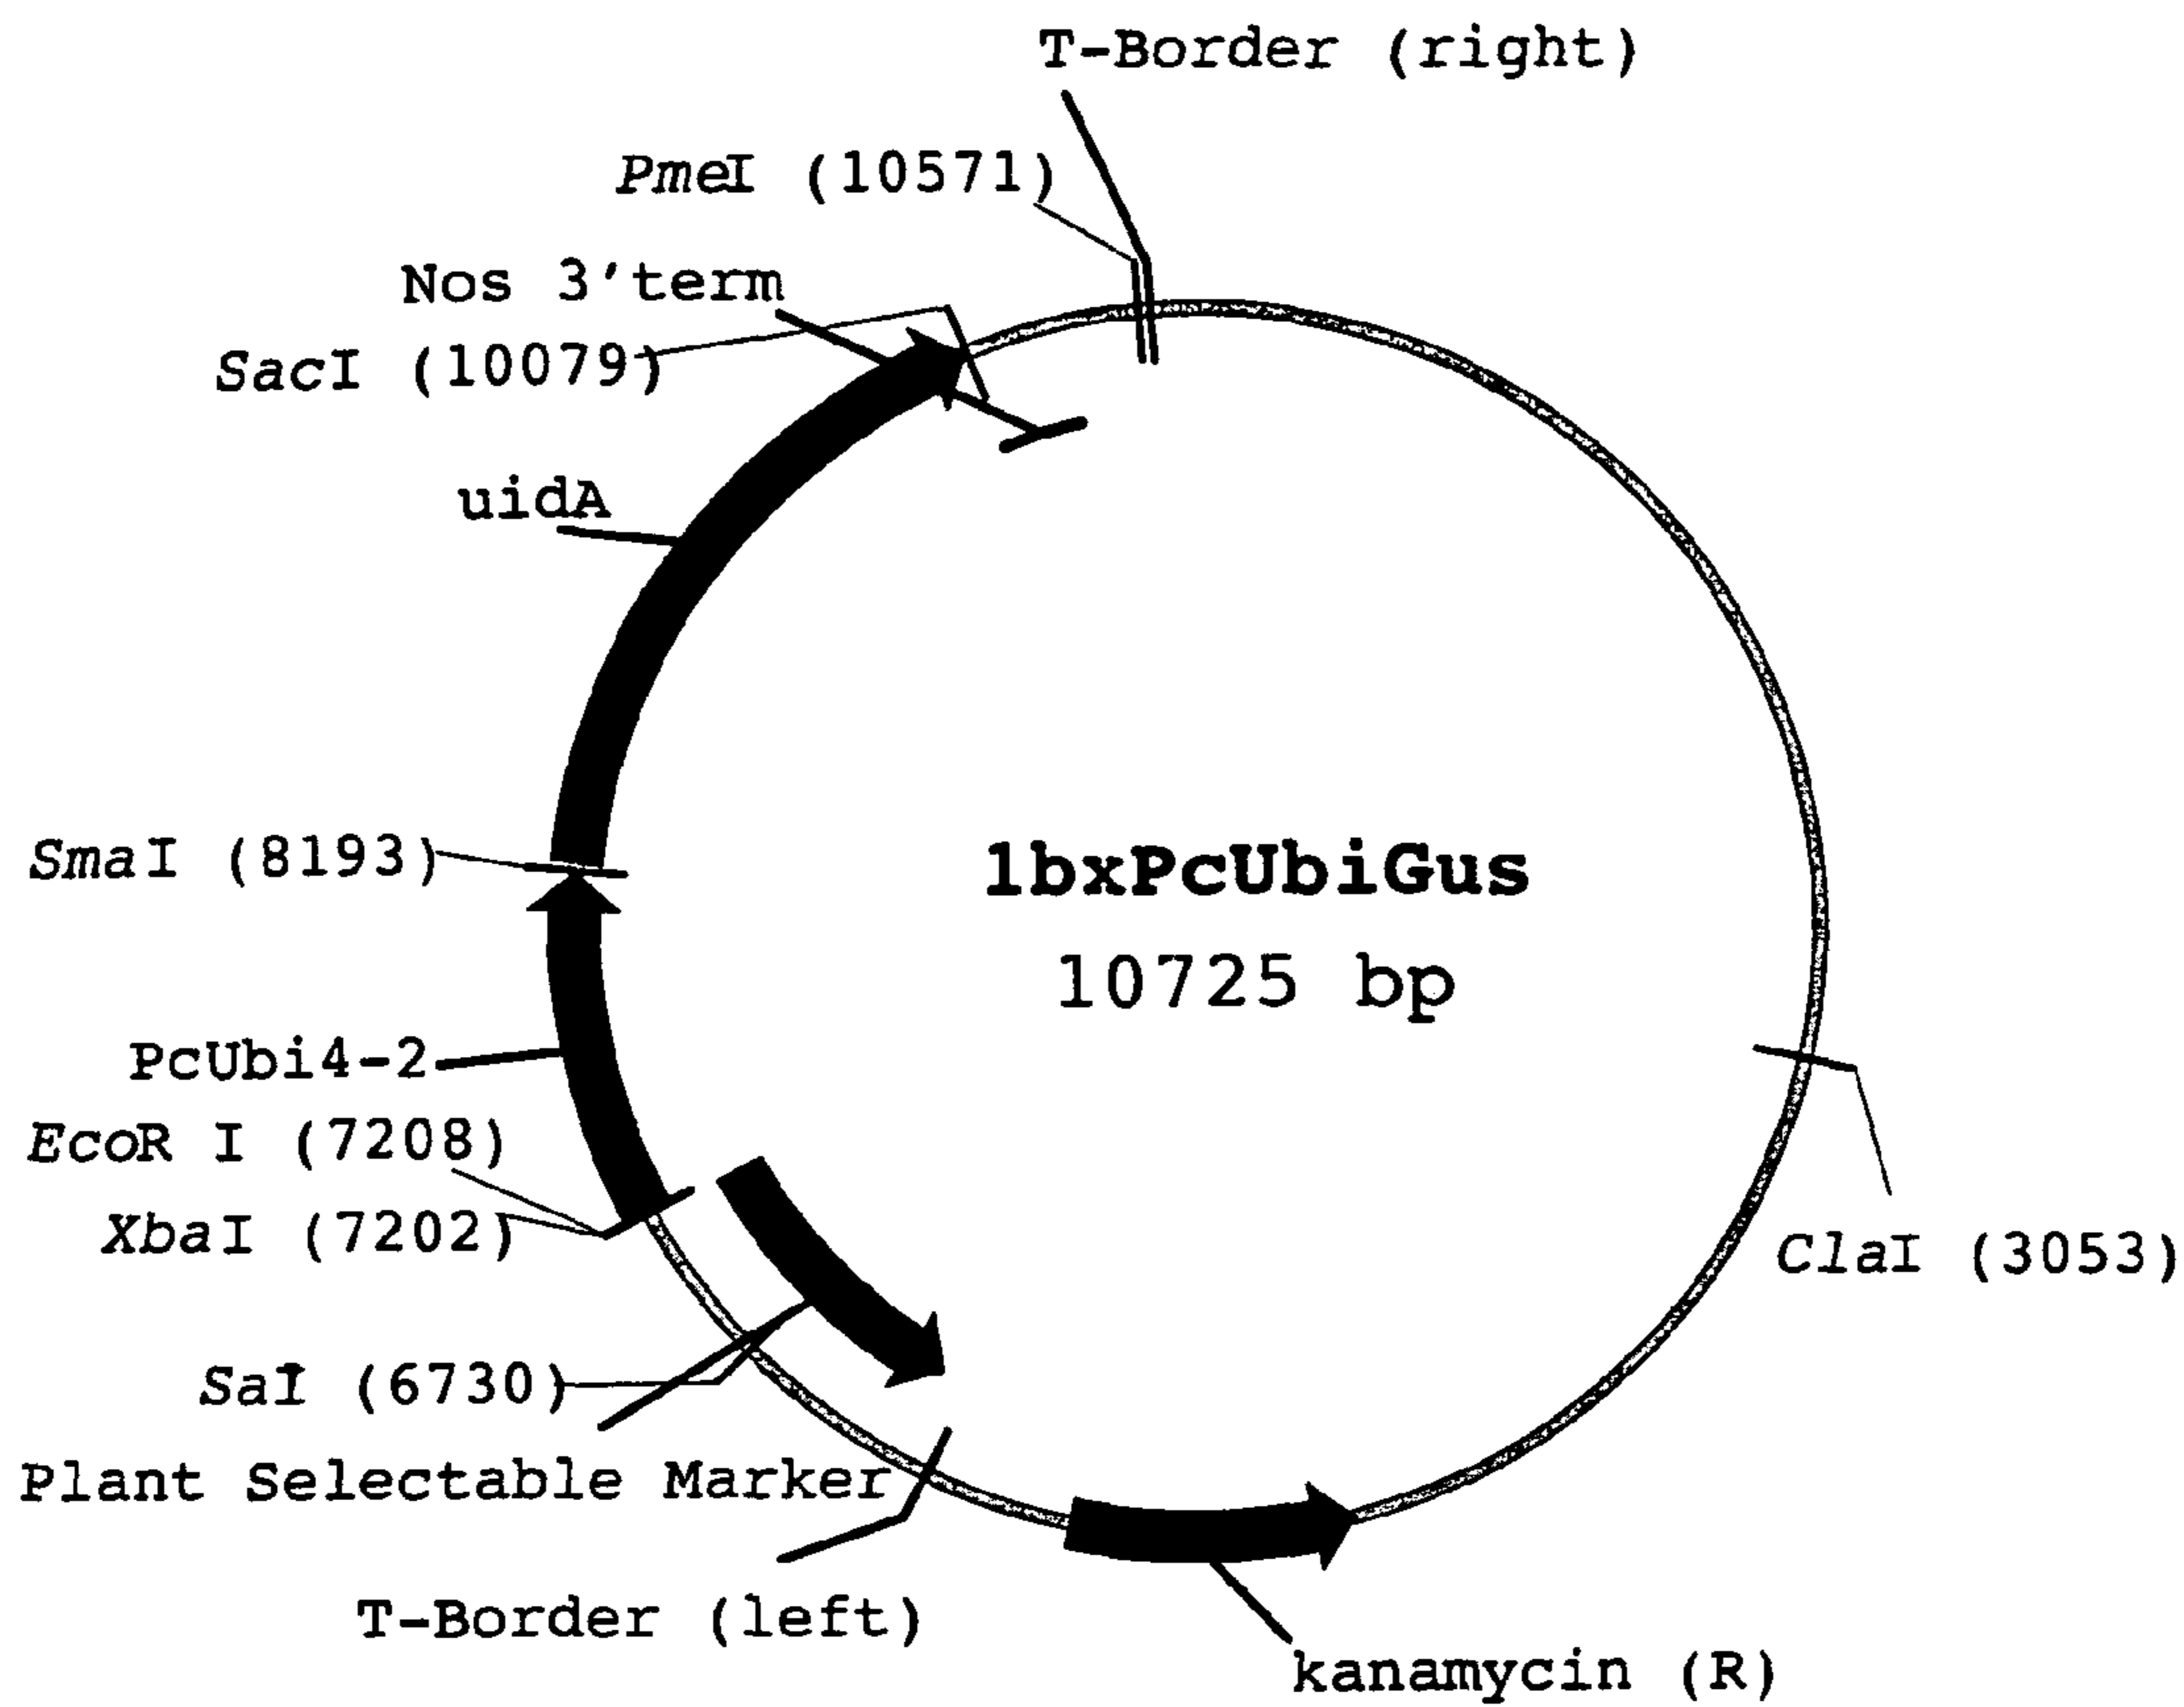 T-Border (right)
PmeI (10571)
Nos 3'term
SacI (10079)
uidA
SmaI (8193)
1bxPcUbiGus
10725 bp
PcUbi4-2
EcoR I (7208)
XbaI (7202)
ClaI (3053)
SaI (6730)
Plant Selectable Marker
T-Border (left)
kanamycin (R)